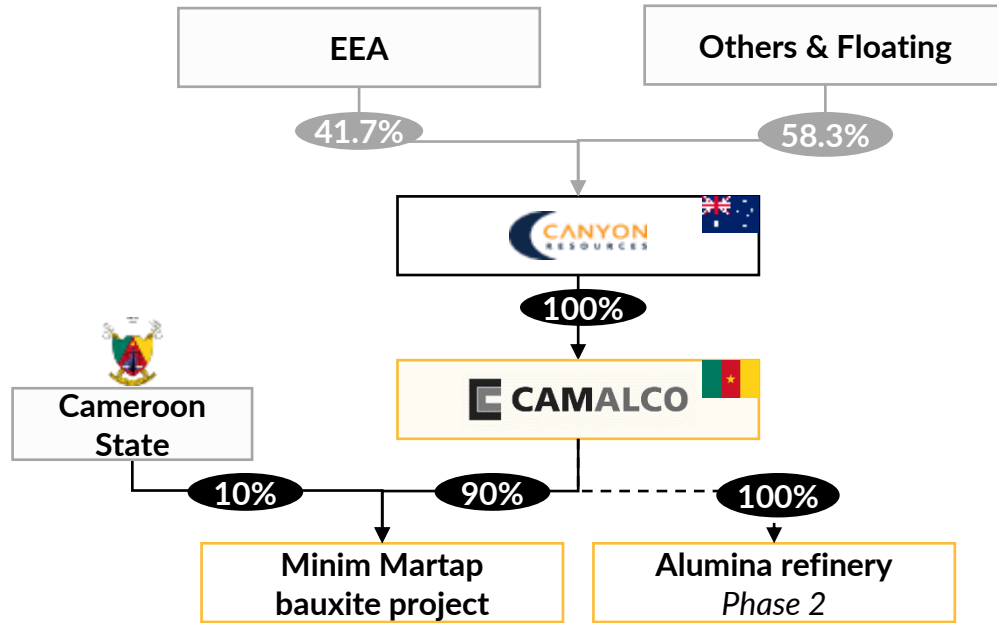 EEA
Others & Floating
41.7%
58.3%
CANYON
RESOURCES
100%
CAMALCO
Cameroon
State
10%
90%
100%
Minim Martap
bauxite project
Alumina refinery
Phase 2